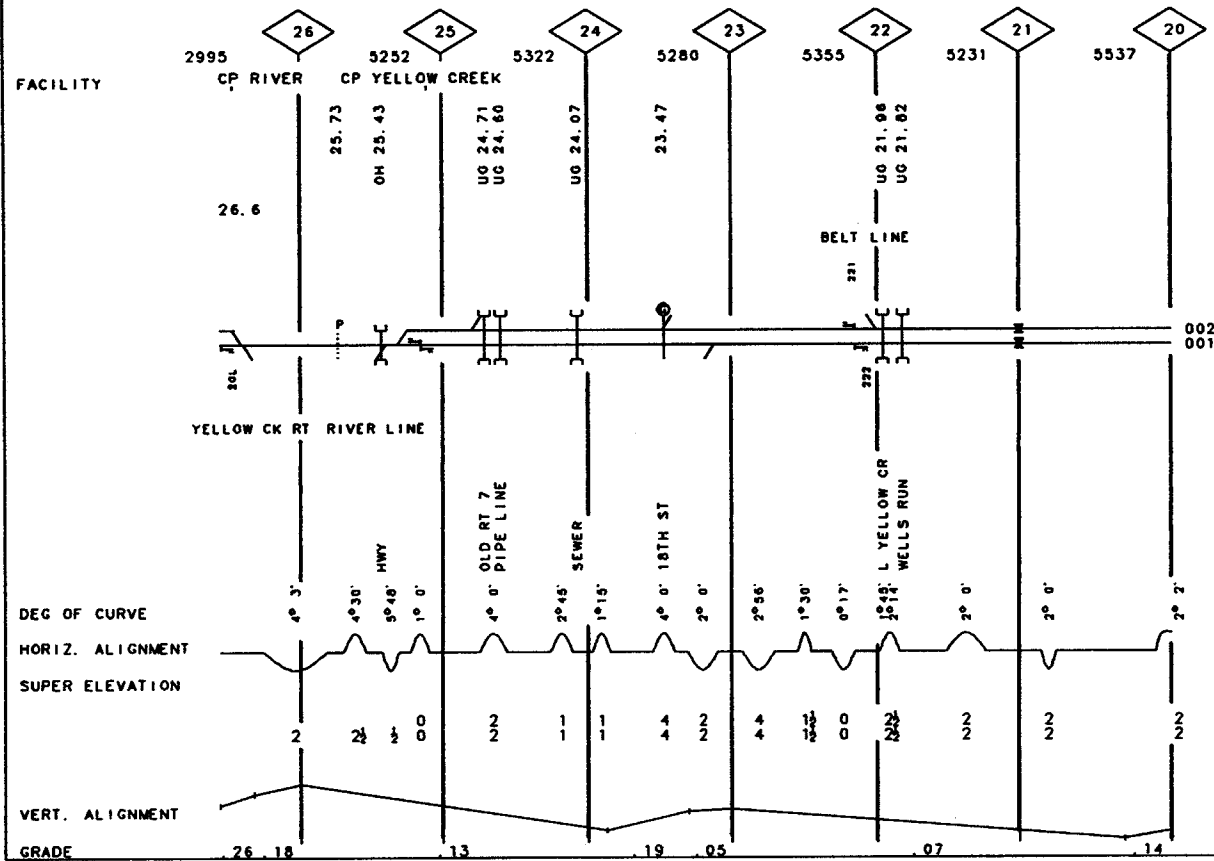 26 25 24 23 22 21 20
2995 5252 5322 5280 5355 5231 5537
FACILITY
CP RIVER CP YELLOW CREEK
25.73
OH 25.43
UG 24.71
UG 24.60
UG 24.07
23.47
UG 21.96
UG 21.82
26.6
BELT LINE
221
P
002
001
20L
222
YELLOW CK RT RIVER LINE
HWY
OLD RT 7
PIPE LINE
SEWER
18TH ST
L YELLOW CR
WELLS RUN
DEG OF CURVE
4° 3' 4°30' 5°48' 1° 0' 4° 0' 2°45' 1°15' 4° 0' 2° 0' 2°56' 1°30' 0°17' 1°45' 2°14' 2° 0' 2° 0' 2° 2'
HORIZ. ALIGNMENT
SUPER ELEVATION
0 2 1 1 4 2 4 1½ 0 2½ 2 2 2
2 2½ ½ 0 2 1 1 4 2 4 1½ 0 2½ 2 2 2
VERT. ALIGNMENT
GRADE .26 .18 .13 .19 .05 .07 .14